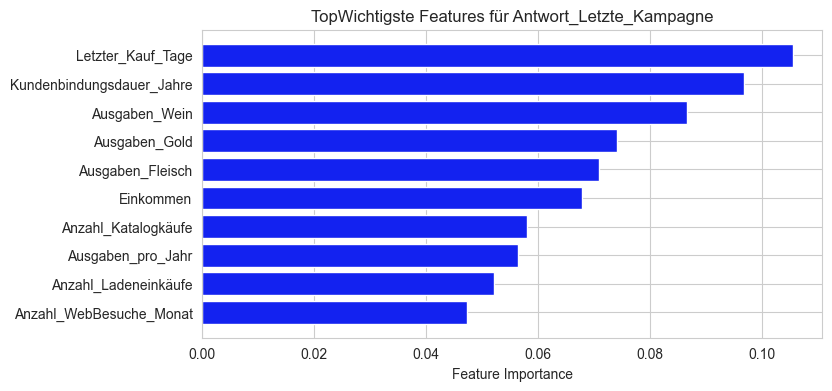 TopWichtigste Features für Antwort_Letzte_Kampagne
Letzter_Kauf_Tage
Kundenbindungsdauer_Jahre
Ausgaben_Wein
Ausgaben_Gold
Ausgaben_Fleisch
Einkommen
Anzahl_Katalogkäufe
Ausgaben_pro_Jahr
Anzahl_Ladeneinkäufe
Anzahl_WebBesuche_Monat
0.00 0.02 0.04 0.06 0.08 0.10
Feature Importance